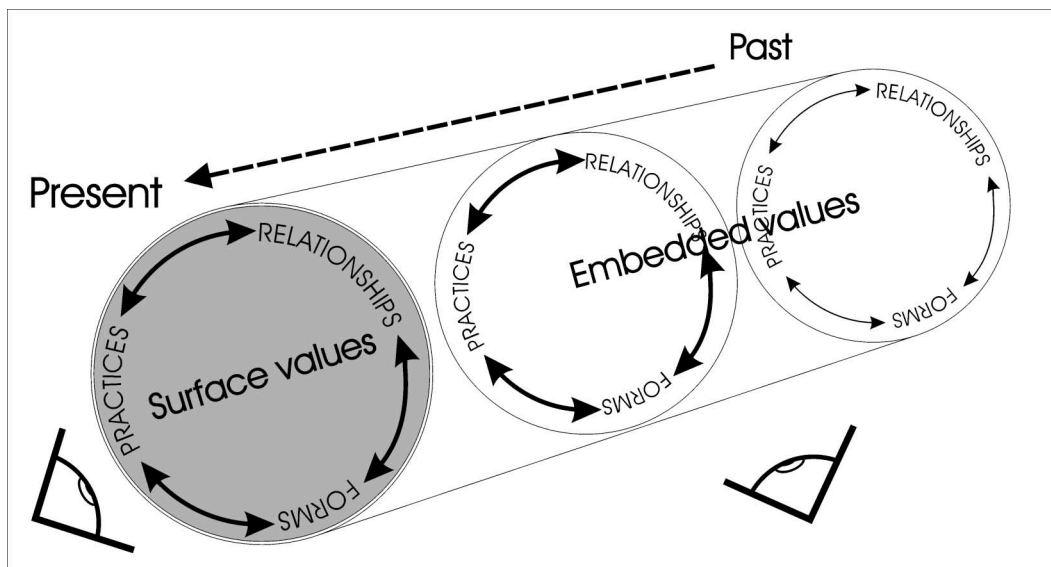 Past
Present
RELATIONSHIPS
PRACTICES
FORMS
Surface values
RELATIONSHIPS
PRACTICES
FORMS
Embedded values
RELATIONSHIPS
PRACTICES
FORMS